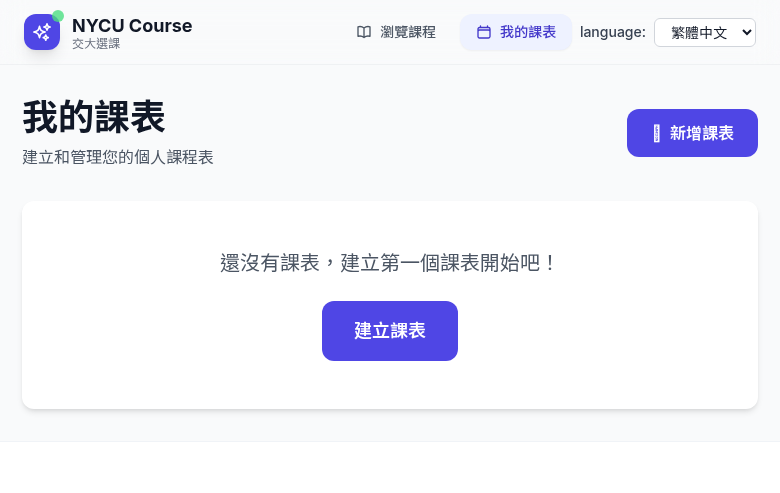 NYCU Course
交大選課
瀏覽課程
我的課表
language:
繁體中文
我的課表
建立和管理您的個人課程表
新增課表
還沒有課表，建立第一個課表開始吧！
建立課表